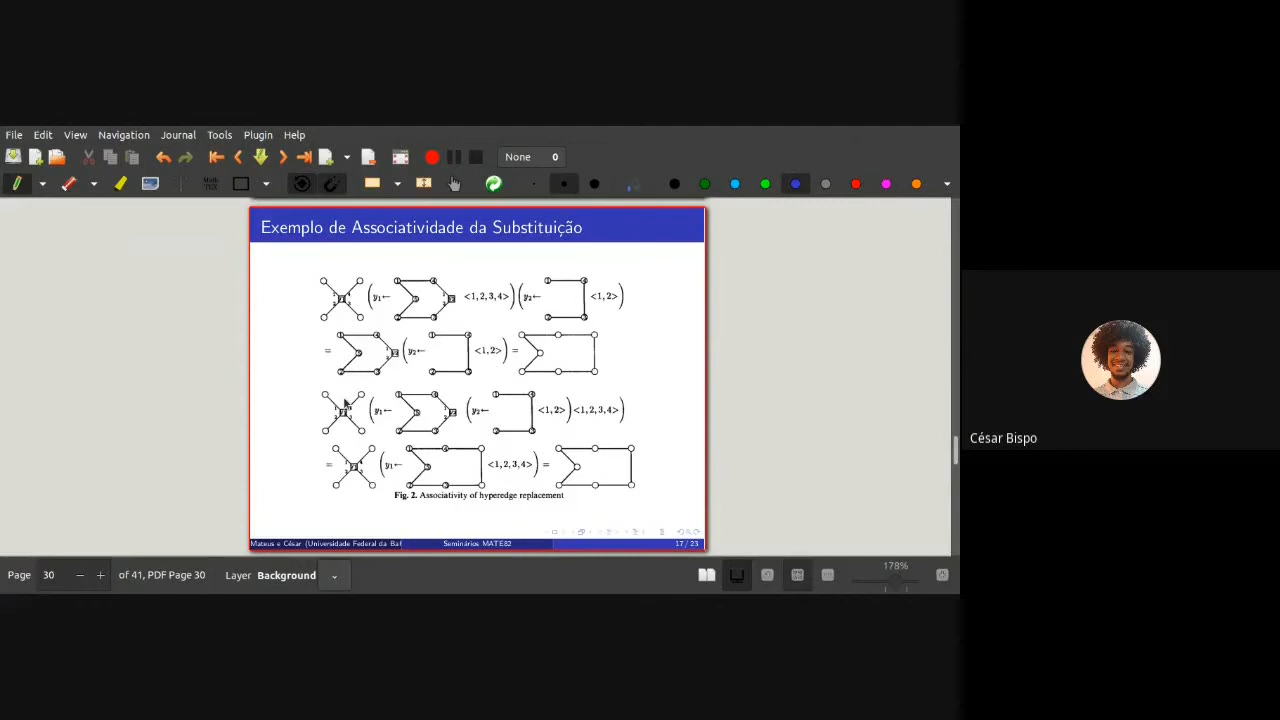 File Edit View Navigation Journal Tools Plugin Help
None 0
Exemplo de Associatividade da Substituição
y₁← <1,2,3,4> y₂← <1,2>
= y₂← <1,2> =
y₁← y₂← <1,2> <1,2,3,4>
= y₁← <1,2,3,4> =
Fig. 2. Associativity of hyperedge replacement
Mateus e César (Universidade Federal da Bah Seminários MATE82 17 / 23
César Bispo
Page 30 of 41, PDF Page 30 Layer Background 178%